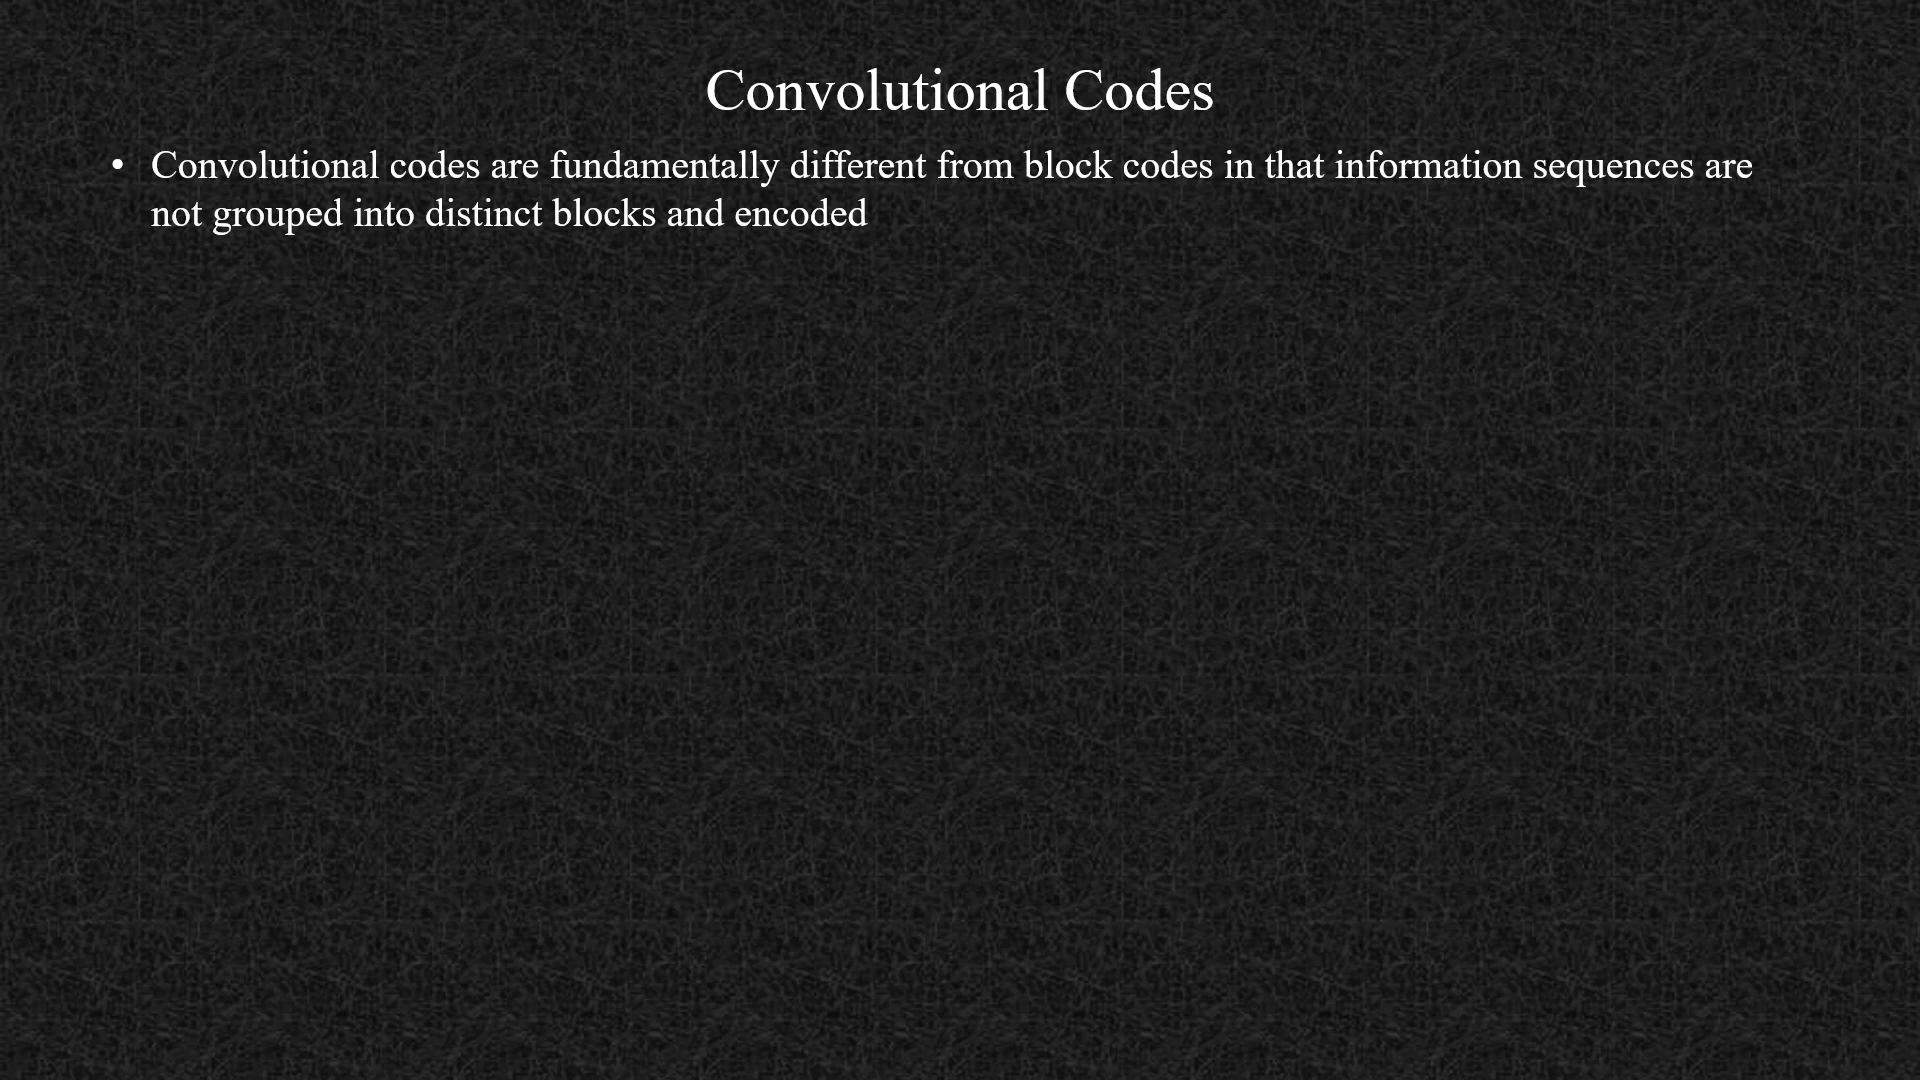 Convolutional Codes
• Convolutional codes are fundamentally different from block codes in that information sequences are
not grouped into distinct blocks and encoded